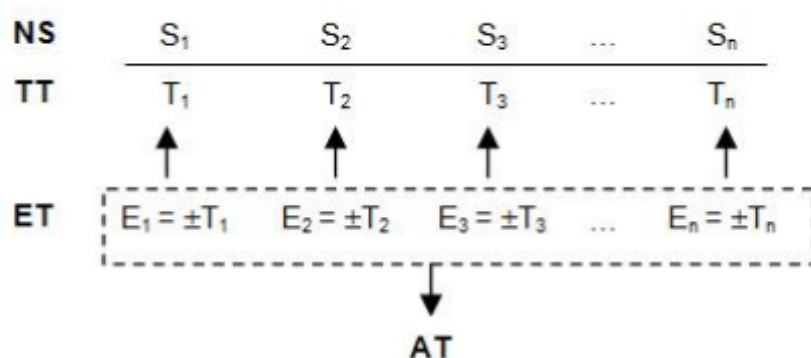 NS S₁ S₂ S₃ ... Sₙ
TT T₁ T₂ T₃ ... Tₙ
ET E₁ = ±T₁ E₂ = ±T₂ E₃ = ±T₃ ... Eₙ = ±Tₙ
AT